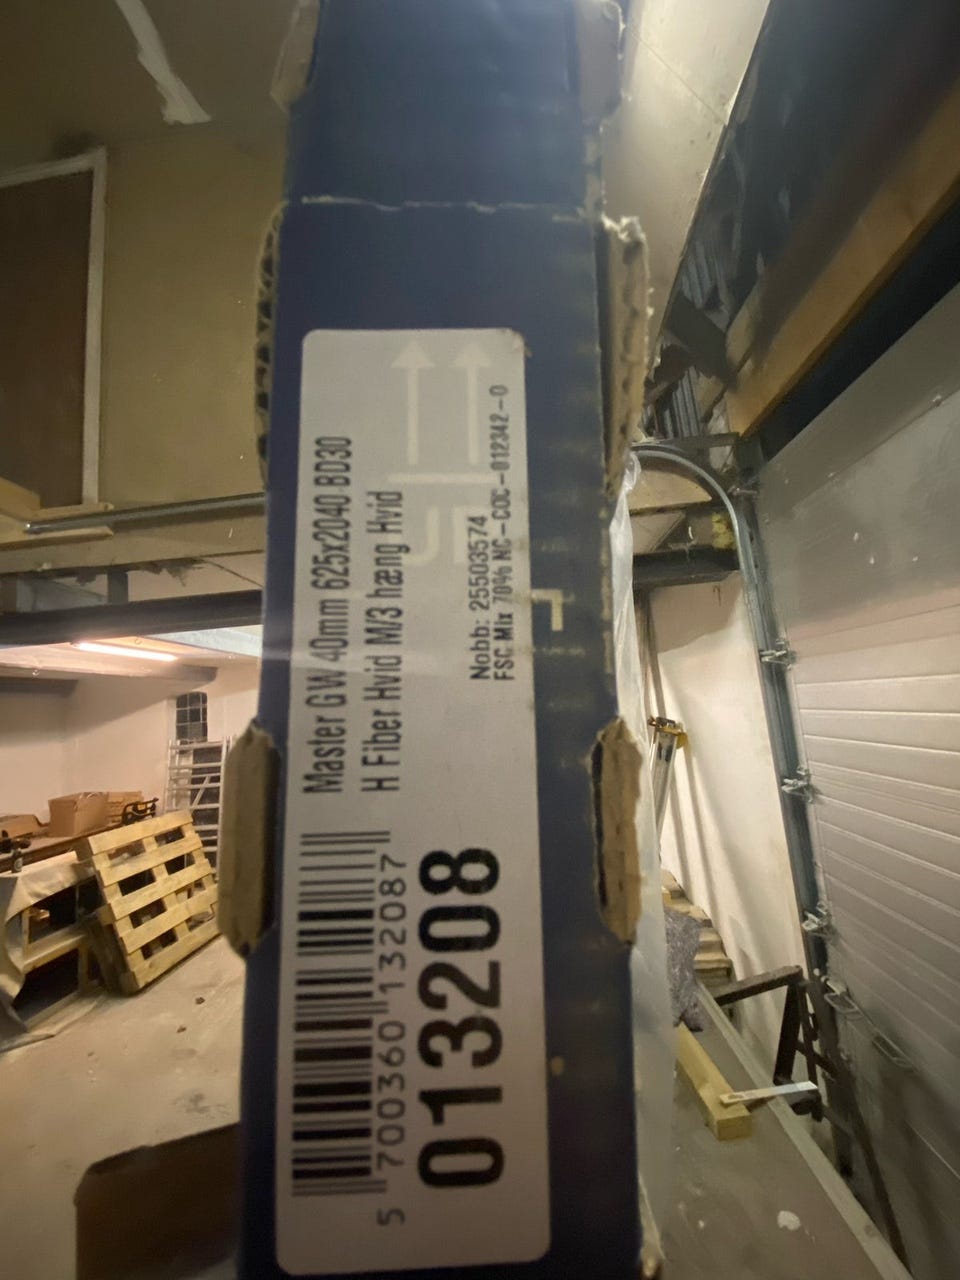 Master GW 40mm 625x2040 BD30
H Fiber Hvid M/3 hæng Hvid
Nobb: 25503574
FSC Mix 70% NC-COC-012342-0
5 700360 132087
013208
UP